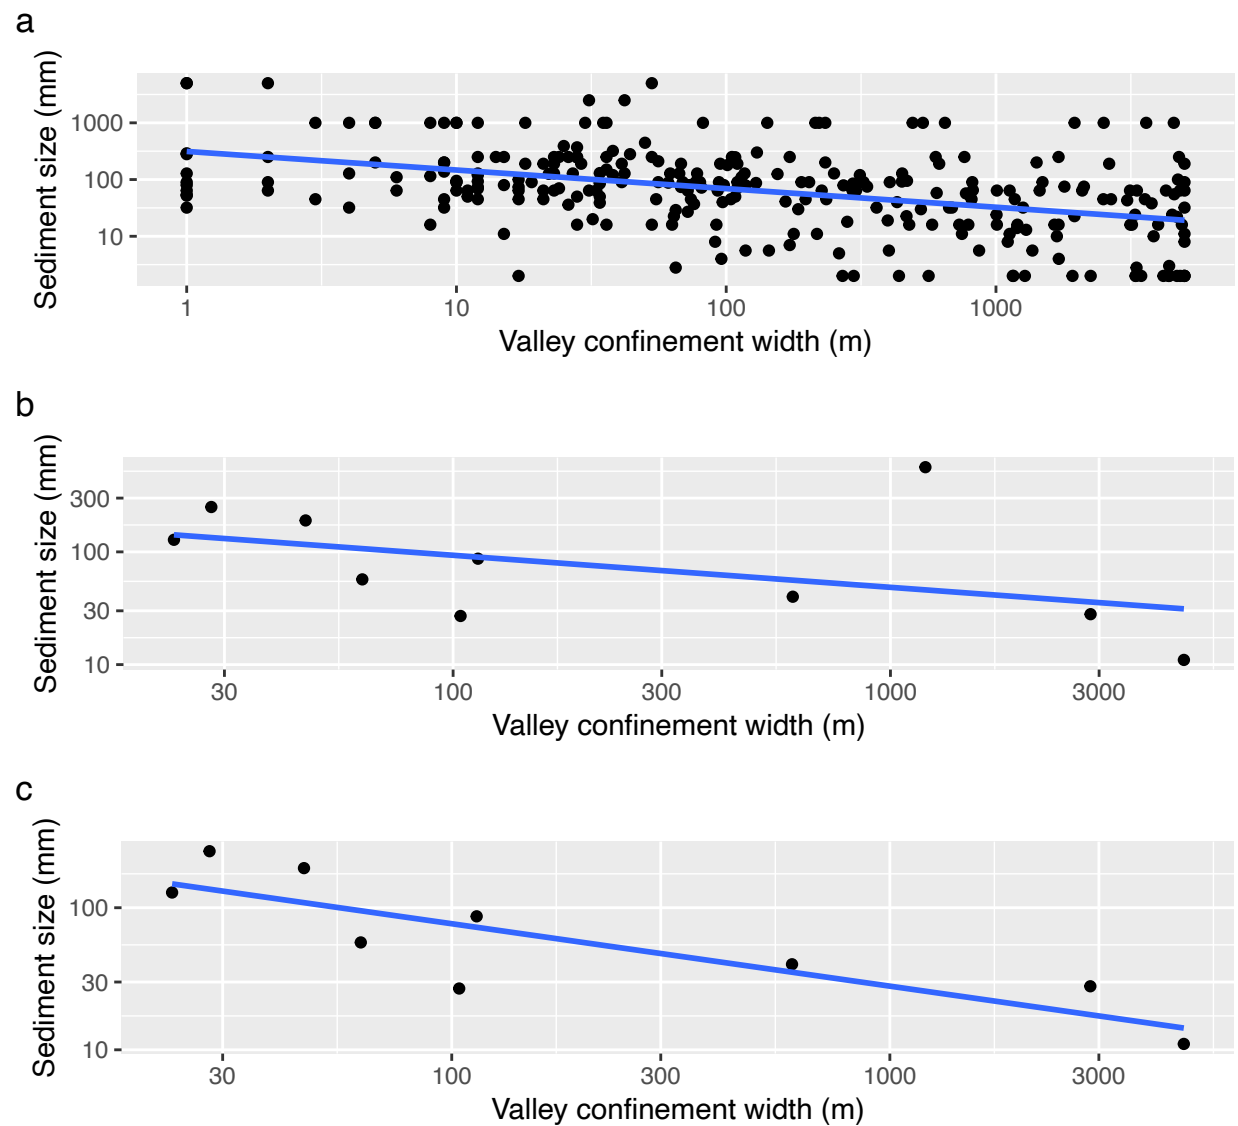 a
Sediment size (mm)
1000
100
10
1 10 100 1000
Valley confinement width (m)
b
Sediment size (mm)
300
100
30
10
30 100 300 1000 3000
Valley confinement width (m)
c
Sediment size (mm)
100
30
10
30 100 300 1000 3000
Valley confinement width (m)